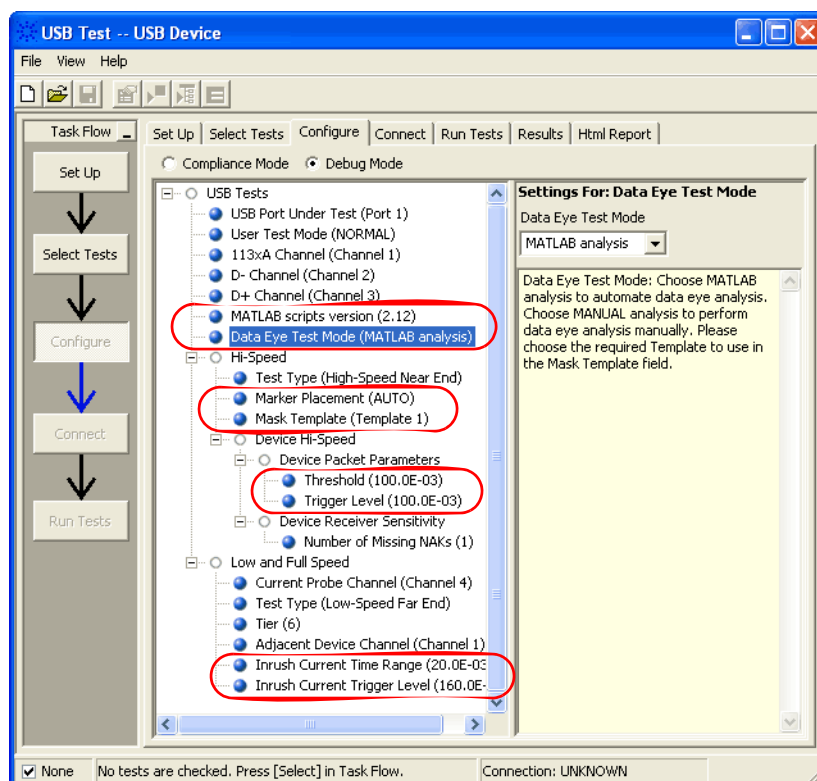 USB Test -- USB Device
File View Help
Task Flow
Set Up
Select Tests
Configure
Connect
Run Tests
Set Up Select Tests Configure Connect Run Tests Results Html Report
Compliance Mode Debug Mode
USB Tests
USB Port Under Test (Port 1)
User Test Mode (NORMAL)
113xA Channel (Channel 1)
D- Channel (Channel 2)
D+ Channel (Channel 3)
MATLAB scripts version (2.12)
Data Eye Test Mode (MATLAB analysis)
Hi-Speed
Test Type (High-Speed Near End)
Marker Placement (AUTO)
Mask Template (Template 1)
Device Hi-Speed
Device Packet Parameters
Threshold (100.0E-03)
Trigger Level (100.0E-03)
Device Receiver Sensitivity
Number of Missing NAKs (1)
Low and Full Speed
Current Probe Channel (Channel 4)
Test Type (Low-Speed Far End)
Tier (6)
Adjacent Device Channel (Channel 1)
Inrush Current Time Range (20.0E-03
Inrush Current Trigger Level (160.0E-
Settings For: Data Eye Test Mode
Data Eye Test Mode
MATLAB analysis
Data Eye Test Mode: Choose MATLAB
analysis to automate data eye analysis.
Choose MANUAL analysis to perform
data eye analysis manually. Please
choose the required Template to use in
the Mask Template field.
None No tests are checked. Press [Select] in Task Flow. Connection: UNKNOWN